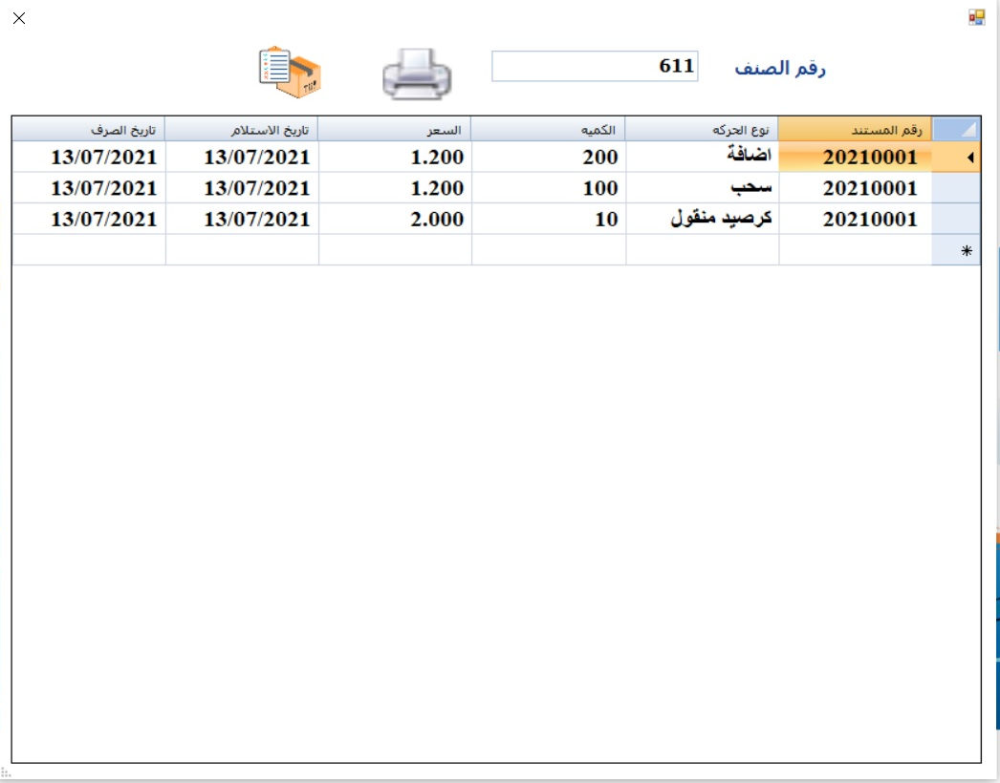 رقم الصنف 611
رقم المستند نوع الحركه الكميه السعر تاريخ الاستلام تاريخ الصرف
20210001 اضافة 200 1.200 13/07/2021 13/07/2021
20210001 سحب 100 1.200 13/07/2021 13/07/2021
20210001 كرصيد منقول 10 2.000 13/07/2021 13/07/2021